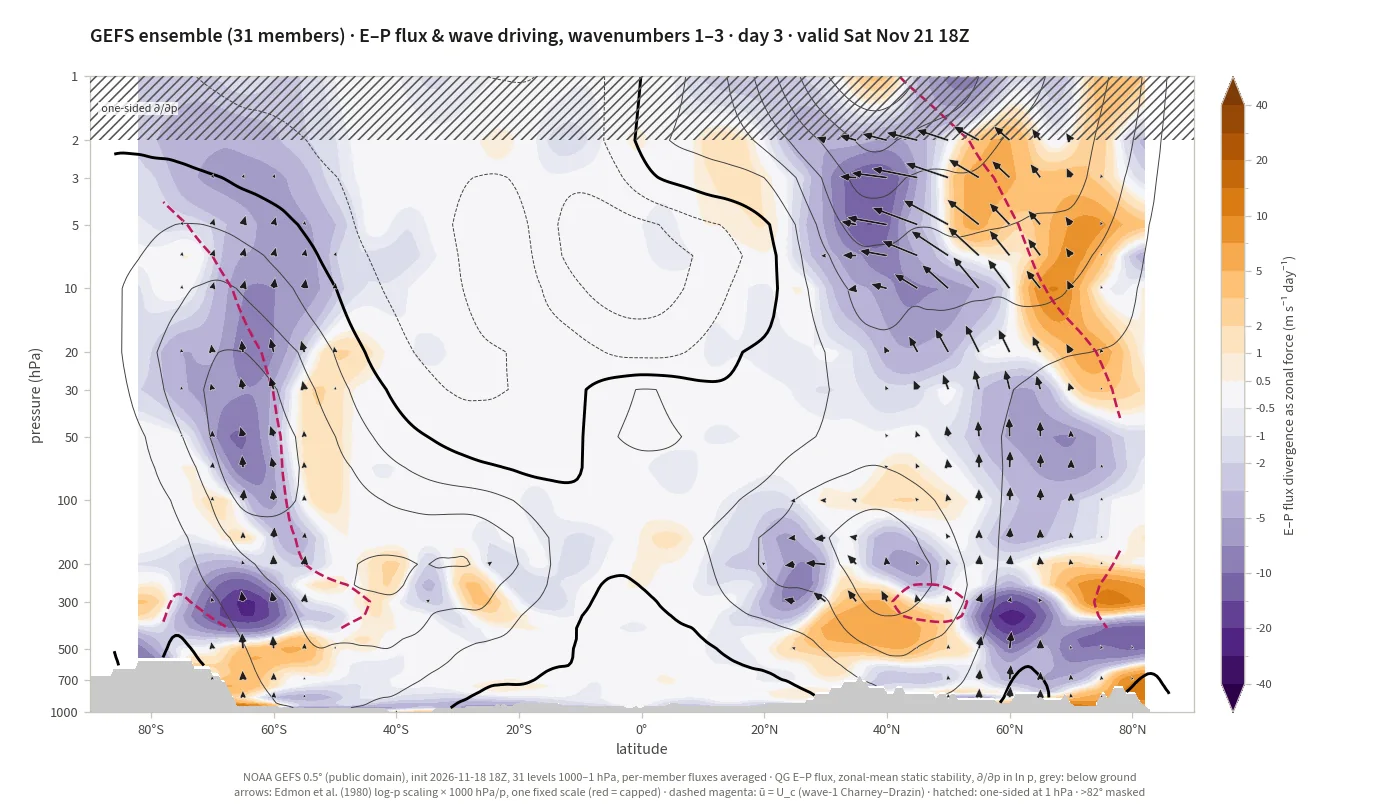 GEFS ensemble (31 members) · E–P flux & wave driving, wavenumbers 1–3 · day 3 · valid Sat Nov 21 18Z
one-sided ∂/∂p
1
2
3
5
10
20
30
50
100
200
300
500
700
1000
pressure (hPa)
80°S
60°S
40°S
20°S
0°
20°N
40°N
60°N
80°N
latitude
40
20
10
5
2
1
0.5
-0.5
-1
-2
-5
-10
-20
-40
E–P flux divergence as zonal force (m s⁻¹ day⁻¹)
NOAA GEFS 0.5° (public domain), init 2026-11-18 18Z, 31 levels 1000–1 hPa, per-member fluxes averaged · QG E–P flux, zonal-mean static stability, ∂/∂p in ln p, grey: below ground
arrows: Edmon et al. (1980) log-p scaling × 1000 hPa/p, one fixed scale (red = capped) · dashed magenta: ū = U_c (wave-1 Charney–Drazin) · hatched: one-sided at 1 hPa · >82° masked